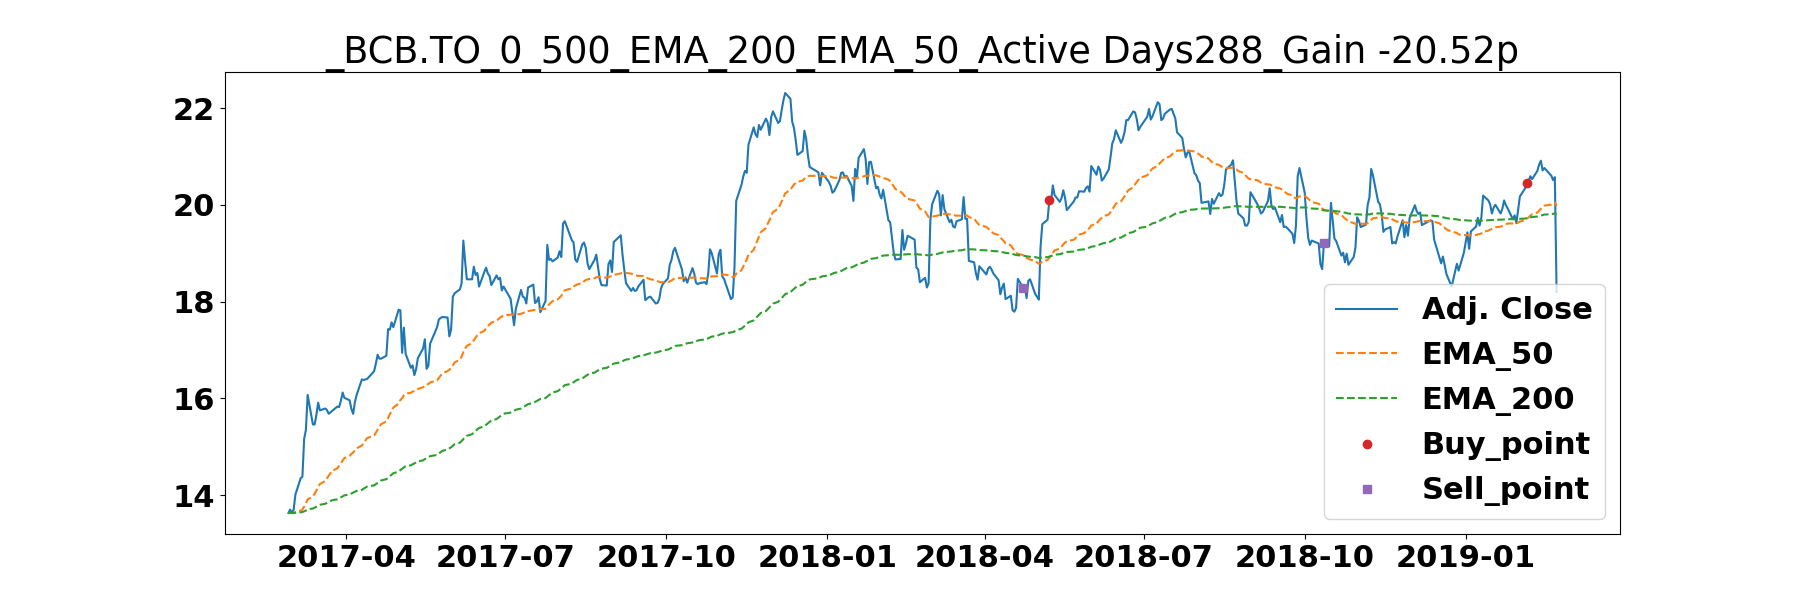 _BCB.TO_0_500_EMA_200_EMA_50_Active Days288_Gain -20.52p
22
20
18
16
14
Adj. Close
EMA_50
EMA_200
Buy_point
Sell_point
2017-04 2017-07 2017-10 2018-01 2018-04 2018-07 2018-10 2019-01